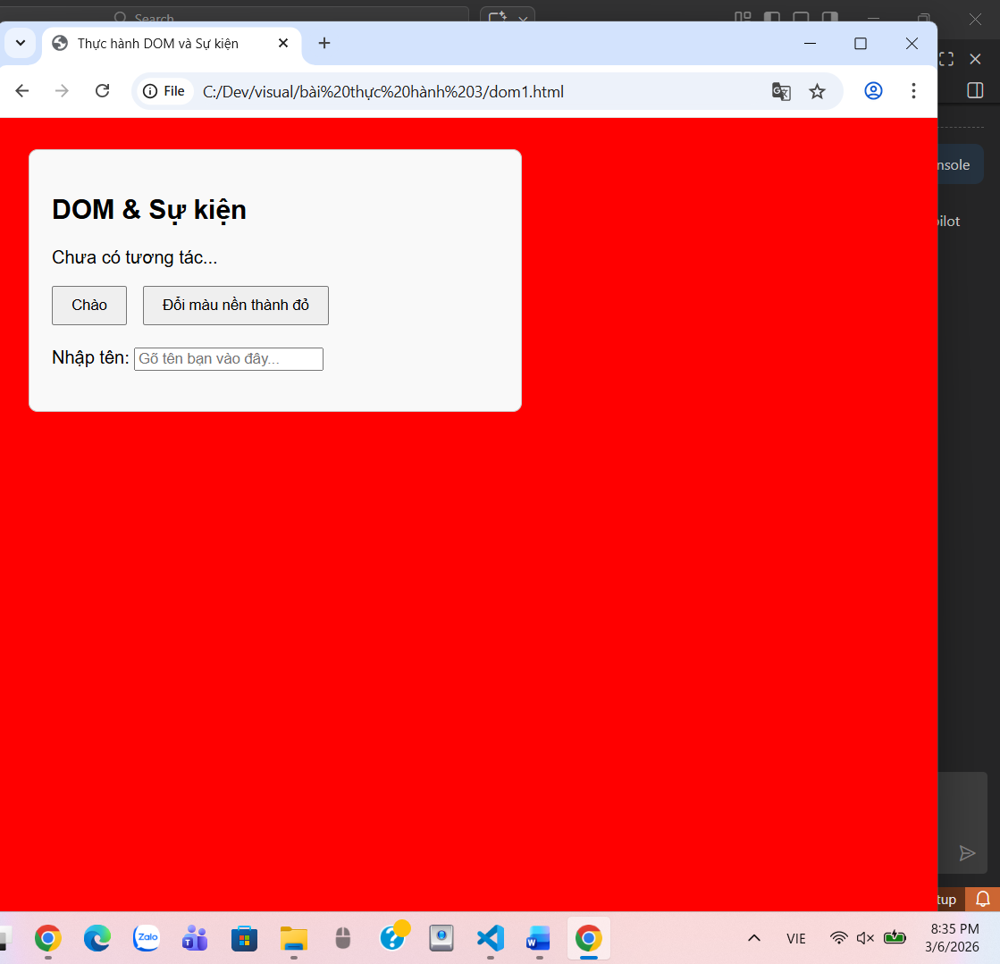 Search
Thực hành DOM và Sự kiện
File
C:/Dev/visual/bài%20thực%20hành%203/dom1.html
nsole
DOM & Sự kiện
pilot
Chưa có tương tác...
Chào
Đổi màu nền thành đỏ
Nhập tên:
Gõ tên bạn vào đây...
tup
Zalo
VIE
8:35 PM
3/6/2026